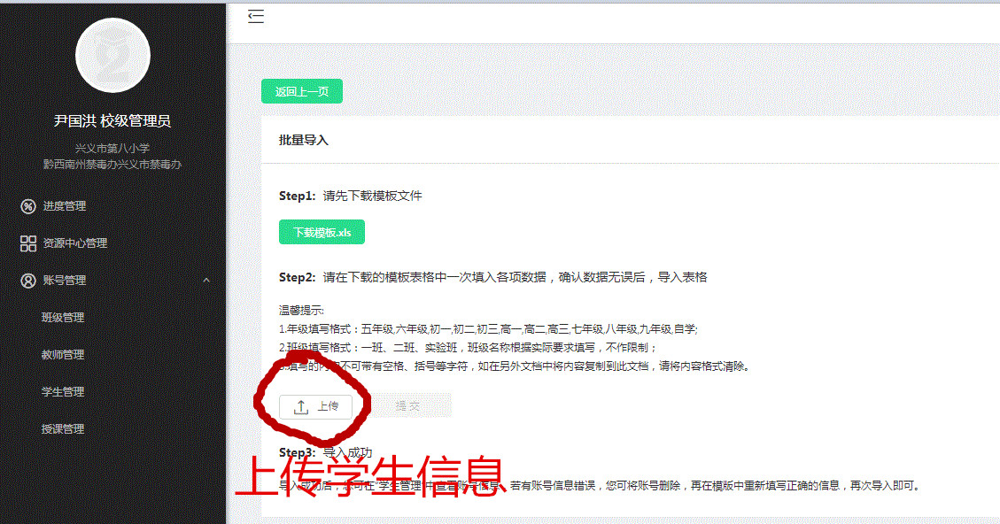 尹国洪 校级管理员
兴义市第八小学
黔西南州禁毒办兴义市禁毒办
进度管理
资源中心管理
账号管理
班级管理
教师管理
学生管理
授课管理
返回上一页
批量导入
Step1: 请先下载模板文件
下载模板.xls
Step2: 请在下载的模板表格中一次填入各项数据，确认数据无误后，导入表格
温馨提示:
1.年级填写格式：五年级,六年级,初一,初二,初三,高一,高二,高三,七年级,八年级,九年级,自学;
2.班级填写格式：一班、二班、实验班，班级名称根据实际要求填写，不作限制；
填写的内 不可带有空格、括号等字符，如在另外文档中将内容复制到此文档，请将内容格式清除。
上传
提交
Step3: 导入成功
上传学生信息
导入成功后，您可在"学生管理"中查看账号信息，若有账号信息错误，您可将账号删除，再在模版中重新填写正确的信息，再次导入即可。